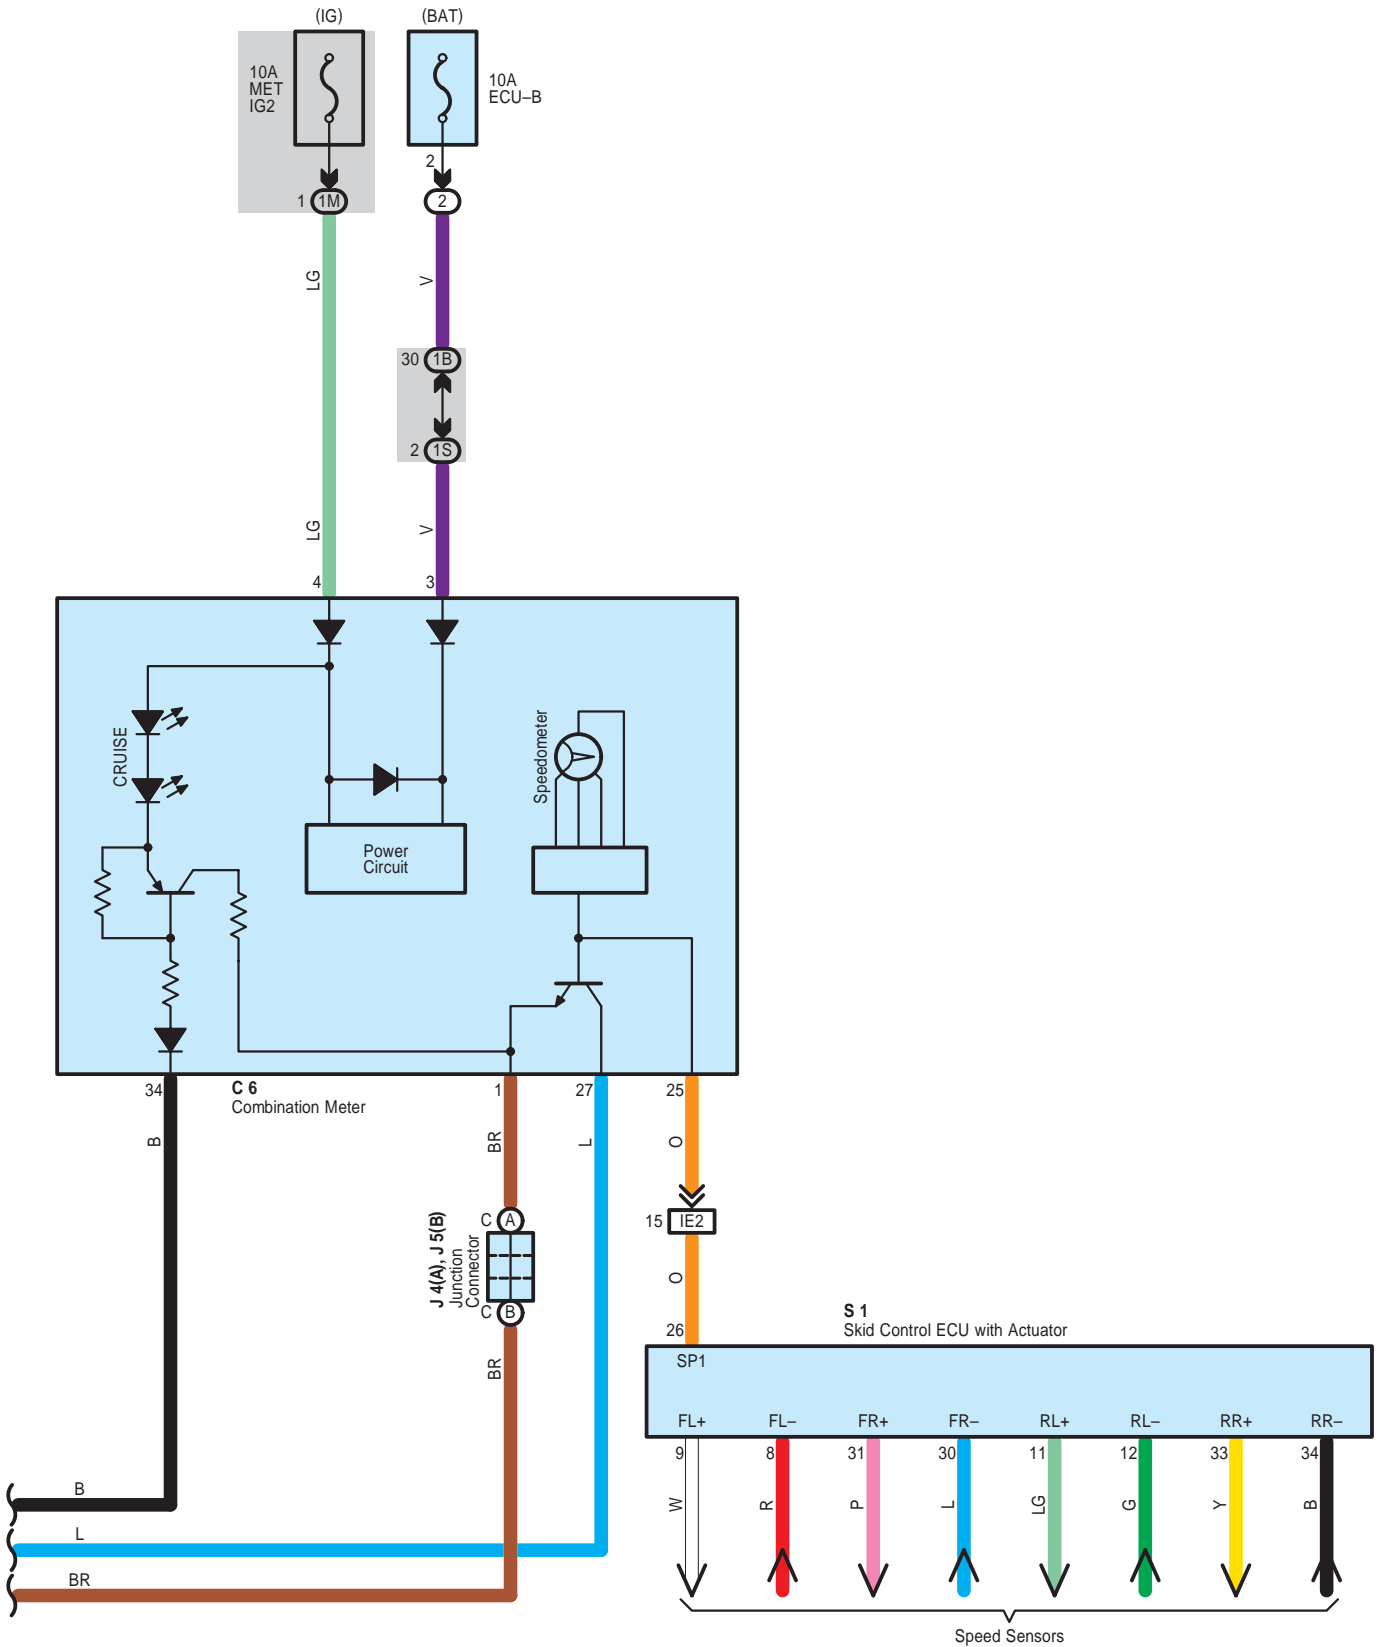 (IG)
(BAT)
10A
MET
IG2
10A
ECU–B
2
1
1M
2
LG
V
30
1B
2
1S
LG
V
4
3
CRUISE
Speedometer
Power
Circuit
34
C 6
Combination Meter
1
27
25
B
BR
L
O
C
A
J 4(A), J 5(B)
Junction
Connector
15
IE2
C
B
O
BR
26
S 1
Skid Control ECU with Actuator
SP1
FL+
FL–
FR+
FR–
RL+
RL–
RR+
RR–
9
8
31
30
11
12
33
34
W
R
P
L
LG
G
Y
B
B
L
BR
Speed Sensors